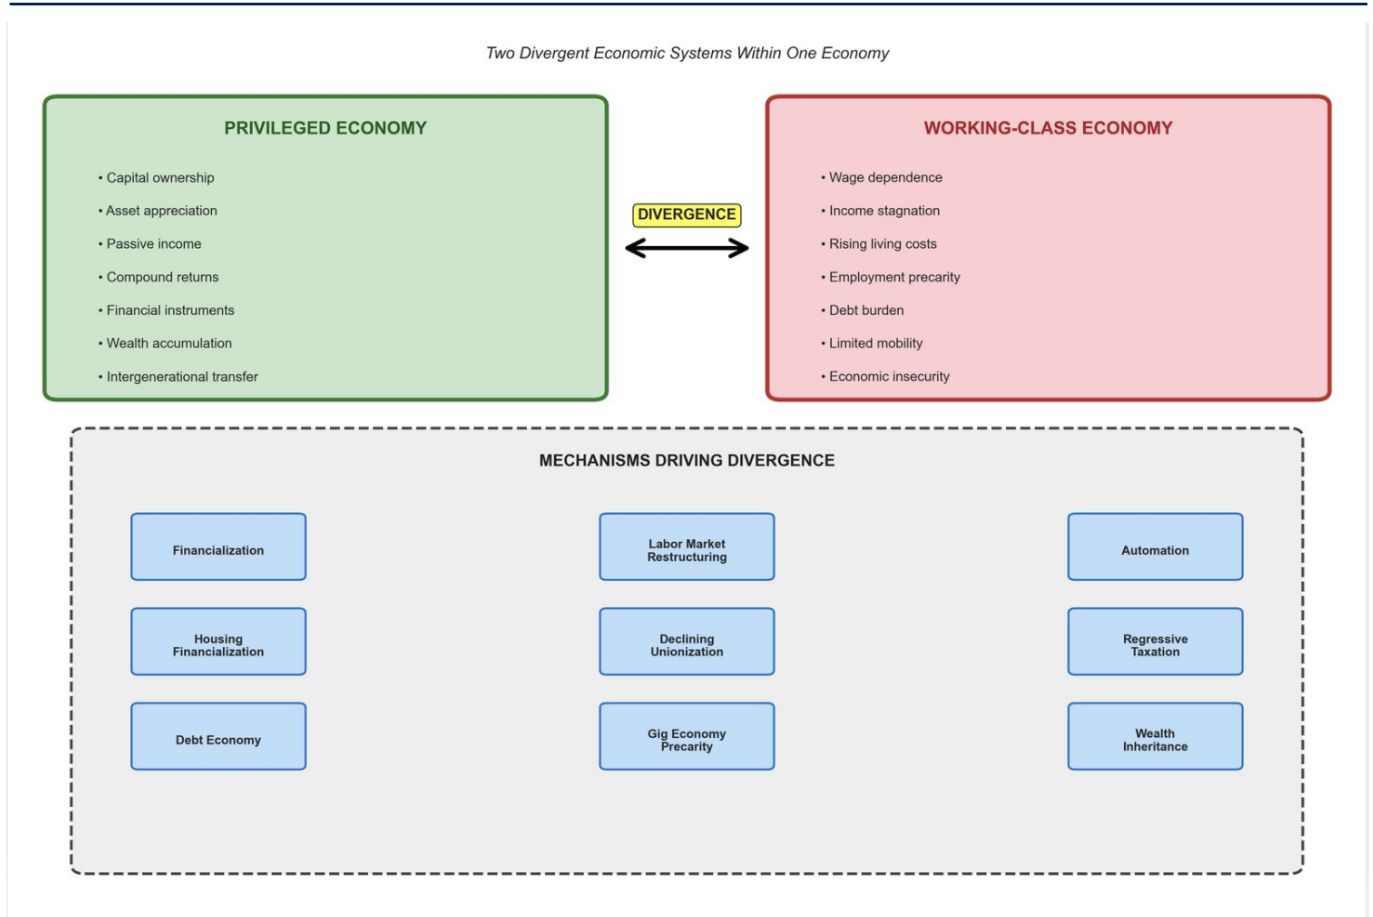 Two Divergent Economic Systems Within One Economy
PRIVILEGED ECONOMY
• Capital ownership
• Asset appreciation
• Passive income
• Compound returns
• Financial instruments
• Wealth accumulation
• Intergenerational transfer
DIVERGENCE
WORKING-CLASS ECONOMY
• Wage dependence
• Income stagnation
• Rising living costs
• Employment precarity
• Debt burden
• Limited mobility
• Economic insecurity
MECHANISMS DRIVING DIVERGENCE
Financialization
Labor Market
Restructuring
Automation
Housing
Financialization
Declining
Unionization
Regressive
Taxation
Debt Economy
Gig Economy
Precarity
Wealth
Inheritance